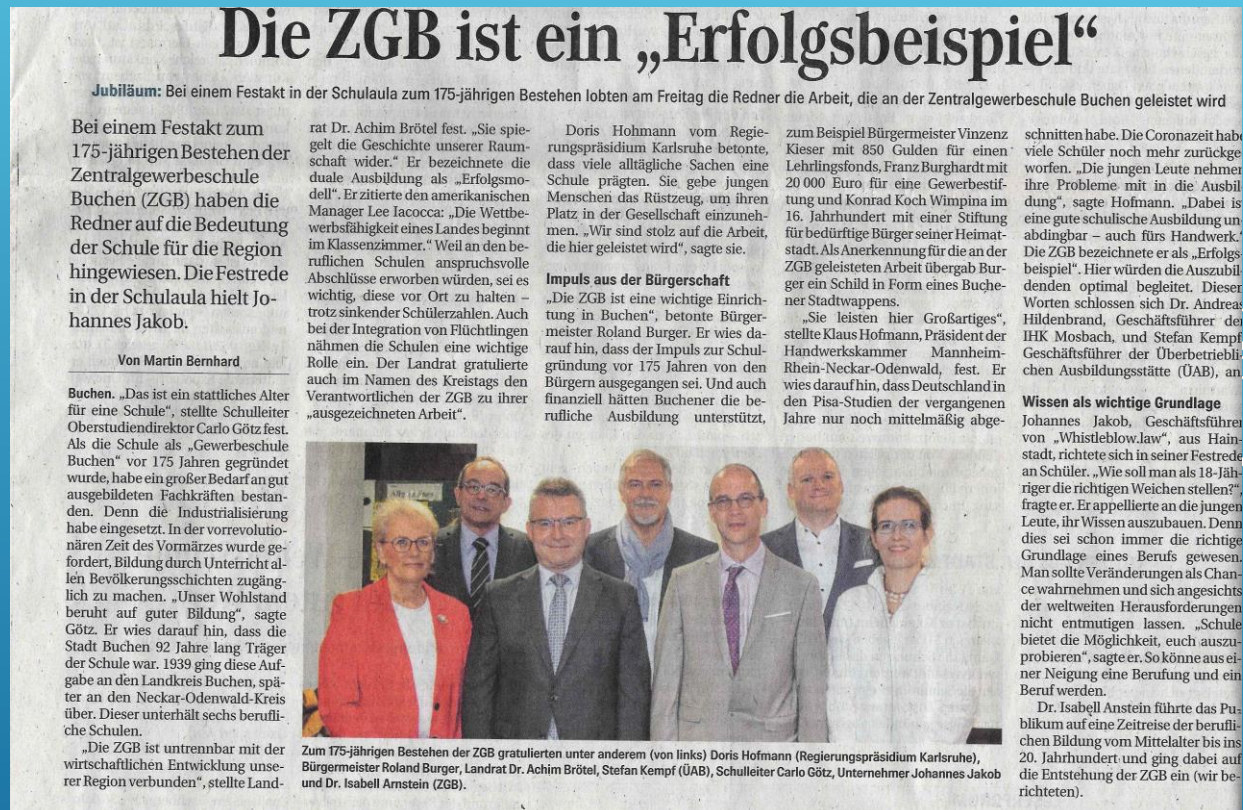 Die ZGB ist ein „Erfolgsbeispiel“
Jubiläum: Bei einem Festakt in der Schulaula zum 175-jährigen Bestehen lobten am Freitag die Redner die Arbeit, die an der Zentralgewerbeschule Buchen geleistet wird
Bei einem Festakt zum
175-jährigen Bestehen der
Zentralgewerbeschule
Buchen (ZGB) haben die
Redner auf die Bedeutung
der Schule für die Region
hingewiesen. Die Festrede
in der Schulaula hielt Jo-
hannes Jakob.
Von Martin Bernhard
Buchen. „Das ist ein stattliches Alter
für eine Schule“, stellte Schulleiter
Oberstudiendirektor Carlo Götz fest.
Als die Schule als „Gewerbeschule
Buchen“ vor 175 Jahren gegründet
wurde, habe ein großer Bedarf an gut
ausgebildeten Fachkräften bestan-
den. Denn die Industrialisierung
habe eingesetzt. In der vorrevolutio-
nären Zeit des Vormärzes wurde ge-
fordert, Bildung durch Unterricht al-
len Bevölkerungsschichten zugäng-
lich zu machen. „Unser Wohlstand
beruht auf guter Bildung“, sagte
Götz. Er wies darauf hin, dass die
Stadt Buchen 92 Jahre lang Träger
der Schule war. 1939 ging diese Auf-
gabe an den Landkreis Buchen, spä-
ter an den Neckar-Odenwald-Kreis
über. Dieser unterhält sechs berufli-
che Schulen.
„Die ZGB ist untrennbar mit der
wirtschaftlichen Entwicklung unse-
rer Region verbunden“, stellte Land-
rat Dr. Achim Brötel fest. „Sie spie-
gelt die Geschichte unserer Raum-
schaft wider.“ Er bezeichnete die
duale Ausbildung als „Erfolgsmo-
dell“. Er zitierte den amerikanischen
Manager Lee Iacocca: „Die Wettbe-
werbsfähigkeit eines Landes beginnt
im Klassenzimmer.“ Weil an den be-
ruflichen Schulen anspruchsvolle
Abschlüsse erworben würden, sei es
wichtig, diese vor Ort zu halten –
trotz sinkender Schülerzahlen. Auch
bei der Integration von Flüchtlingen
nähmen die Schulen eine wichtige
Rolle ein. Der Landrat gratulierte
auch im Namen des Kreistags den
Verantwortlichen der ZGB zu ihrer
„ausgezeichneten Arbeit“.
Doris Hohmann vom Regie-
rungspräsidium Karlsruhe betonte,
dass viele alltägliche Sachen eine
Schule prägten. Sie gebe jungen
Menschen das Rüstzeug, um ihren
Platz in der Gesellschaft einzuneh-
men. „Wir sind stolz auf die Arbeit,
die hier geleistet wird“, sagte sie.
Impuls aus der Bürgerschaft
„Die ZGB ist eine wichtige Einrich-
tung in Buchen“, betonte Bürger-
meister Roland Burger. Er wies da-
rauf hin, dass der Impuls zur Schul-
gründung vor 175 Jahren von den
Bürgern ausgegangen sei. Und auch
finanziell hätten Buchener die be-
rufliche Ausbildung unterstützt,
zum Beispiel Bürgermeister Vinzenz
Kieser mit 850 Gulden für einen
Lehrlingsfonds, Franz Burghardt mit
20 000 Euro für eine Gewerbestif-
tung und Konrad Koch Wimpina im
16. Jahrhundert mit einer Stiftung
für bedürftige Bürger seiner Heimat-
stadt. Als Anerkennung für die an der
ZGB geleisteten Arbeit übergab Bur-
ger ein Schild in Form eines Buche-
ner Stadtwappens.
„Sie leisten hier Großartiges“,
stellte Klaus Hofmann, Präsident der
Handwerkskammer Mannheim-
Rhein-Neckar-Odenwald, fest. Er
wies darauf hin, dass Deutschland in
den Pisa-Studien der vergangenen
Jahre nur noch mittelmäßig abge-
schnitten habe. Die Coronazeit habe
viele Schüler noch mehr zurückge
worfen. „Die jungen Leute nehmen
ihre Probleme mit in die Ausbil
dung“, sagte Hofmann. „Dabei is
eine gute schulische Ausbildung un
abdingbar – auch fürs Handwerk.“
Die ZGB bezeichnete er als „Erfolgs
beispiel“. Hier würden die Auszubil
denden optimal begleitet. Diesen
Worten schlossen sich Dr. Andreas
Hildenbrand, Geschäftsführer der
IHK Mosbach, und Stefan Kempf
Geschäftsführer der Überbetriebli
chen Ausbildungsstätte (ÜAB), an.
Wissen als wichtige Grundlage
Johannes Jakob, Geschäftsführer
von „Whistleblow.law“, aus Hain-
stadt, richtete sich in seiner Festrede
an Schüler. „Wie soll man als 18-Jäh-
riger die richtigen Weichen stellen?“,
fragte er. Er appellierte an die jungen
Leute, ihr Wissen auszubauen. Denn
dies sei schon immer die richtige
Grundlage eines Berufs gewesen.
Man sollte Veränderungen als Chan-
ce wahrnehmen und sich angesichts
der weltweiten Herausforderungen
nicht entmutigen lassen. „Schule
bietet die Möglichkeit, euch auszu-
probieren“, sagte er. So könne aus ei-
ner Neigung eine Berufung und ein
Beruf werden.
Dr. Isabell Anstein führte das Pu-
blikum auf eine Zeitreise der berufli-
chen Bildung vom Mittelalter bis ins
20. Jahrhundert und ging dabei auf
die Entstehung der ZGB ein (wir be-
richteten).
Zum 175-jährigen Bestehen der ZGB gratulierten unter anderem (von links) Doris Hofmann (Regierungspräsidium Karlsruhe),
Bürgermeister Roland Burger, Landrat Dr. Achim Brötel, Stefan Kempf (ÜAB), Schulleiter Carlo Götz, Unternehmer Johannes Jakob
und Dr. Isabell Arnstein (ZGB).